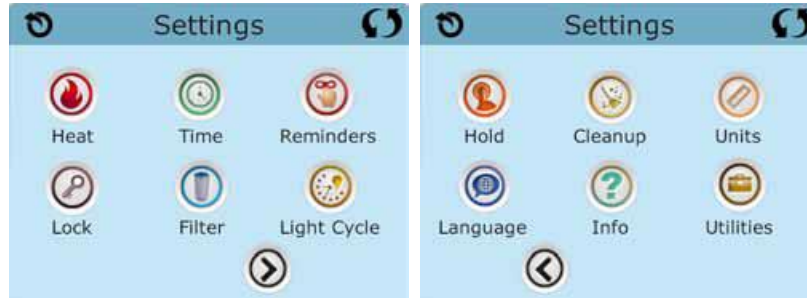 Settings
Heat Time Reminders
Lock Filter Light Cycle
Settings
Hold Cleanup Units
Language Info Utilities